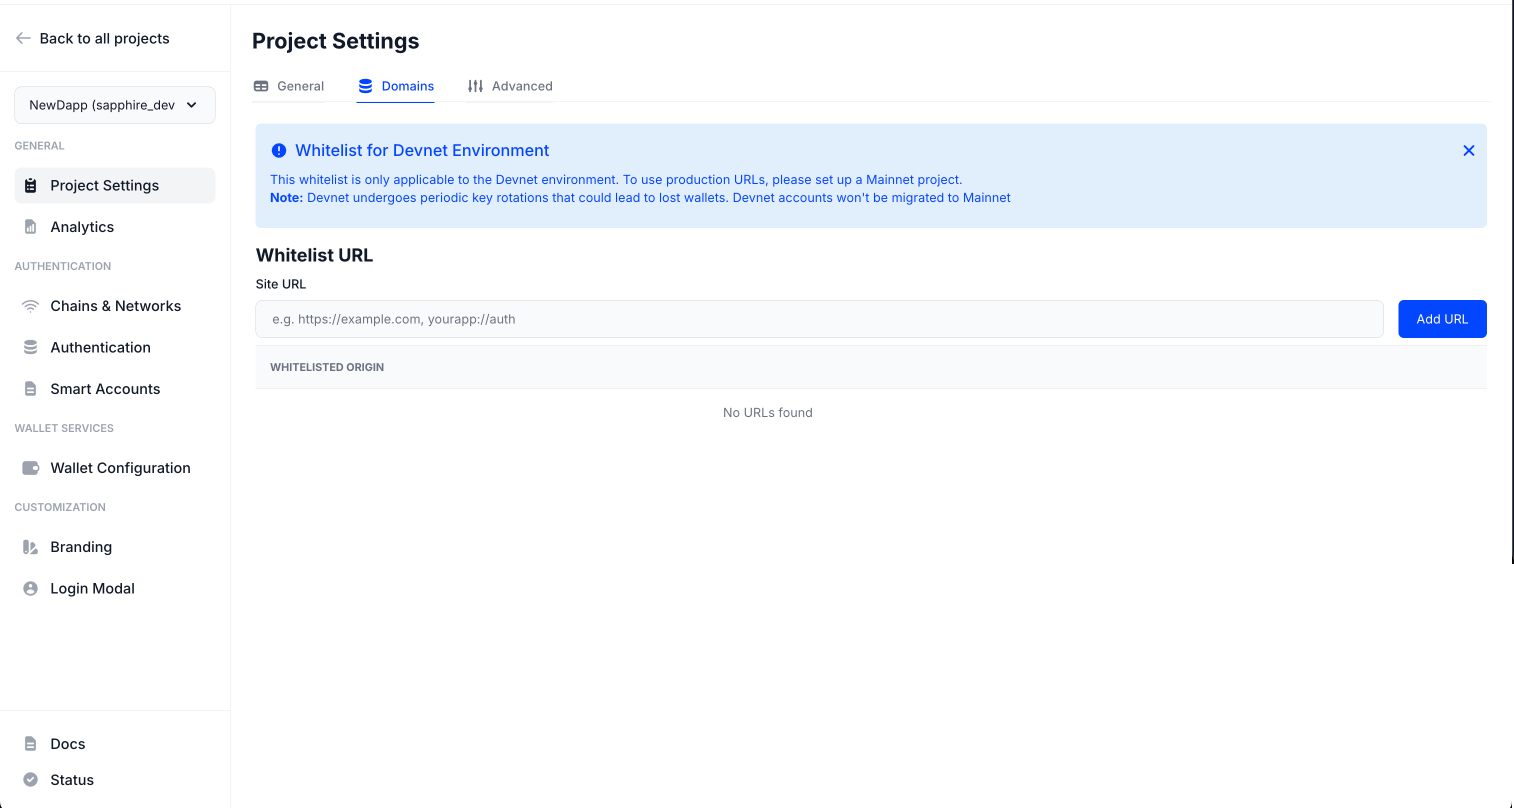 Back to all projects
NewDapp (sapphire_dev
GENERAL
Project Settings
Analytics
AUTHENTICATION
Chains & Networks
Authentication
Smart Accounts
WALLET SERVICES
Wallet Configuration
CUSTOMIZATION
Branding
Login Modal
Docs
Status
Project Settings
General
Domains
Advanced
Whitelist for Devnet Environment
This whitelist is only applicable to the Devnet environment. To use production URLs, please set up a Mainnet project.
Note: Devnet undergoes periodic key rotations that could lead to lost wallets. Devnet accounts won't be migrated to Mainnet
Whitelist URL
Site URL
e.g. https://example.com, yourapp://auth
Add URL
WHITELISTED ORIGIN
No URLs found